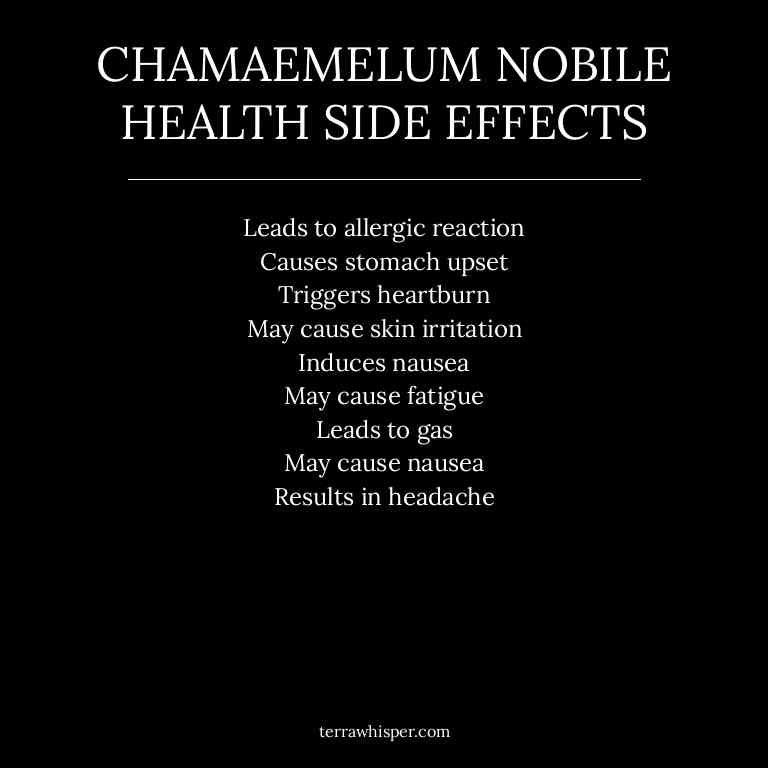 CHAMAEMELUM NOBILE
HEALTH SIDE EFFECTS
Leads to allergic reaction
Causes stomach upset
Triggers heartburn
May cause skin irritation
Induces nausea
May cause fatigue
Leads to gas
May cause nausea
Results in headache
terrawhisper.com